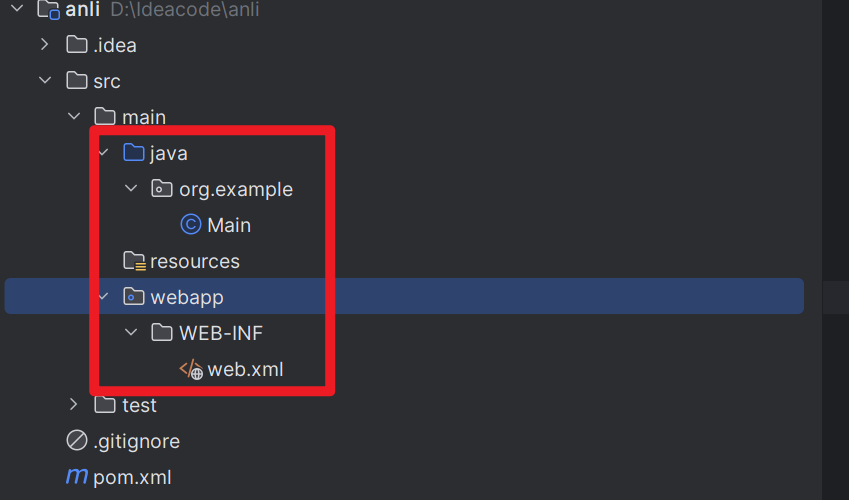 anli D:\Ideacode\anli
.idea
src
main
java
org.example
Main
resources
webapp
WEB-INF
web.xml
test
.gitignore
pom.xml